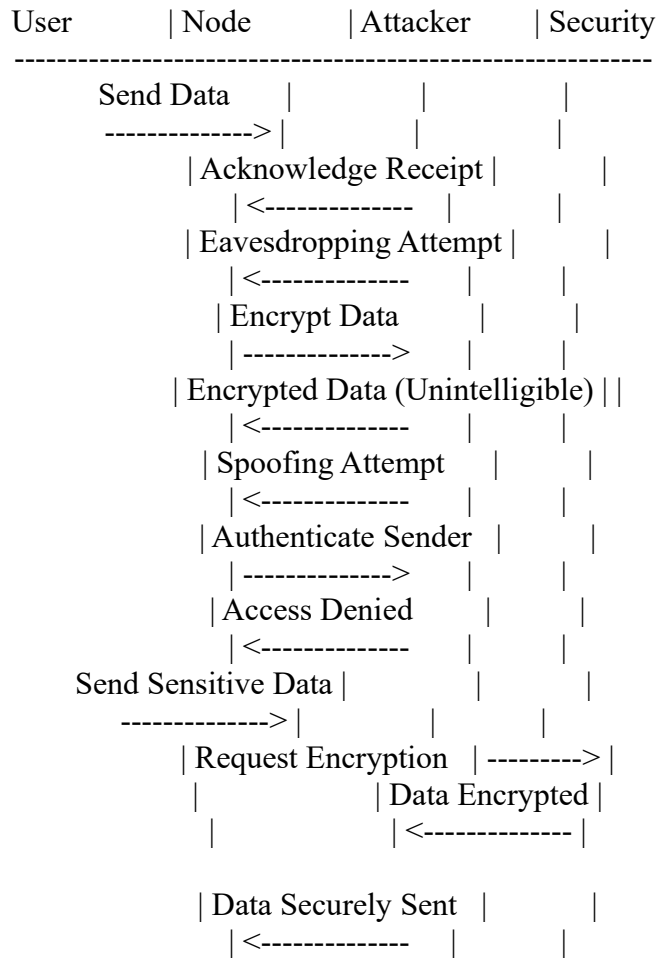 User | Node | Attacker | Security
-------------------------------------------------------------
Send Data | | |
--------------> | | |
| Acknowledge Receipt | |
| <-------------- | |
| Eavesdropping Attempt | |
| <-------------- | |
| Encrypt Data | |
| --------------> | |
| Encrypted Data (Unintelligible) | |
| <-------------- | |
| Spoofing Attempt | |
| <-------------- | |
| Authenticate Sender | |
| --------------> | |
| Access Denied | |
| <-------------- | |
Send Sensitive Data | | |
--------------> | | |
| Request Encryption | ---------> |
| | Data Encrypted |
| | <-------------- |
| Data Securely Sent | |
| <-------------- | |